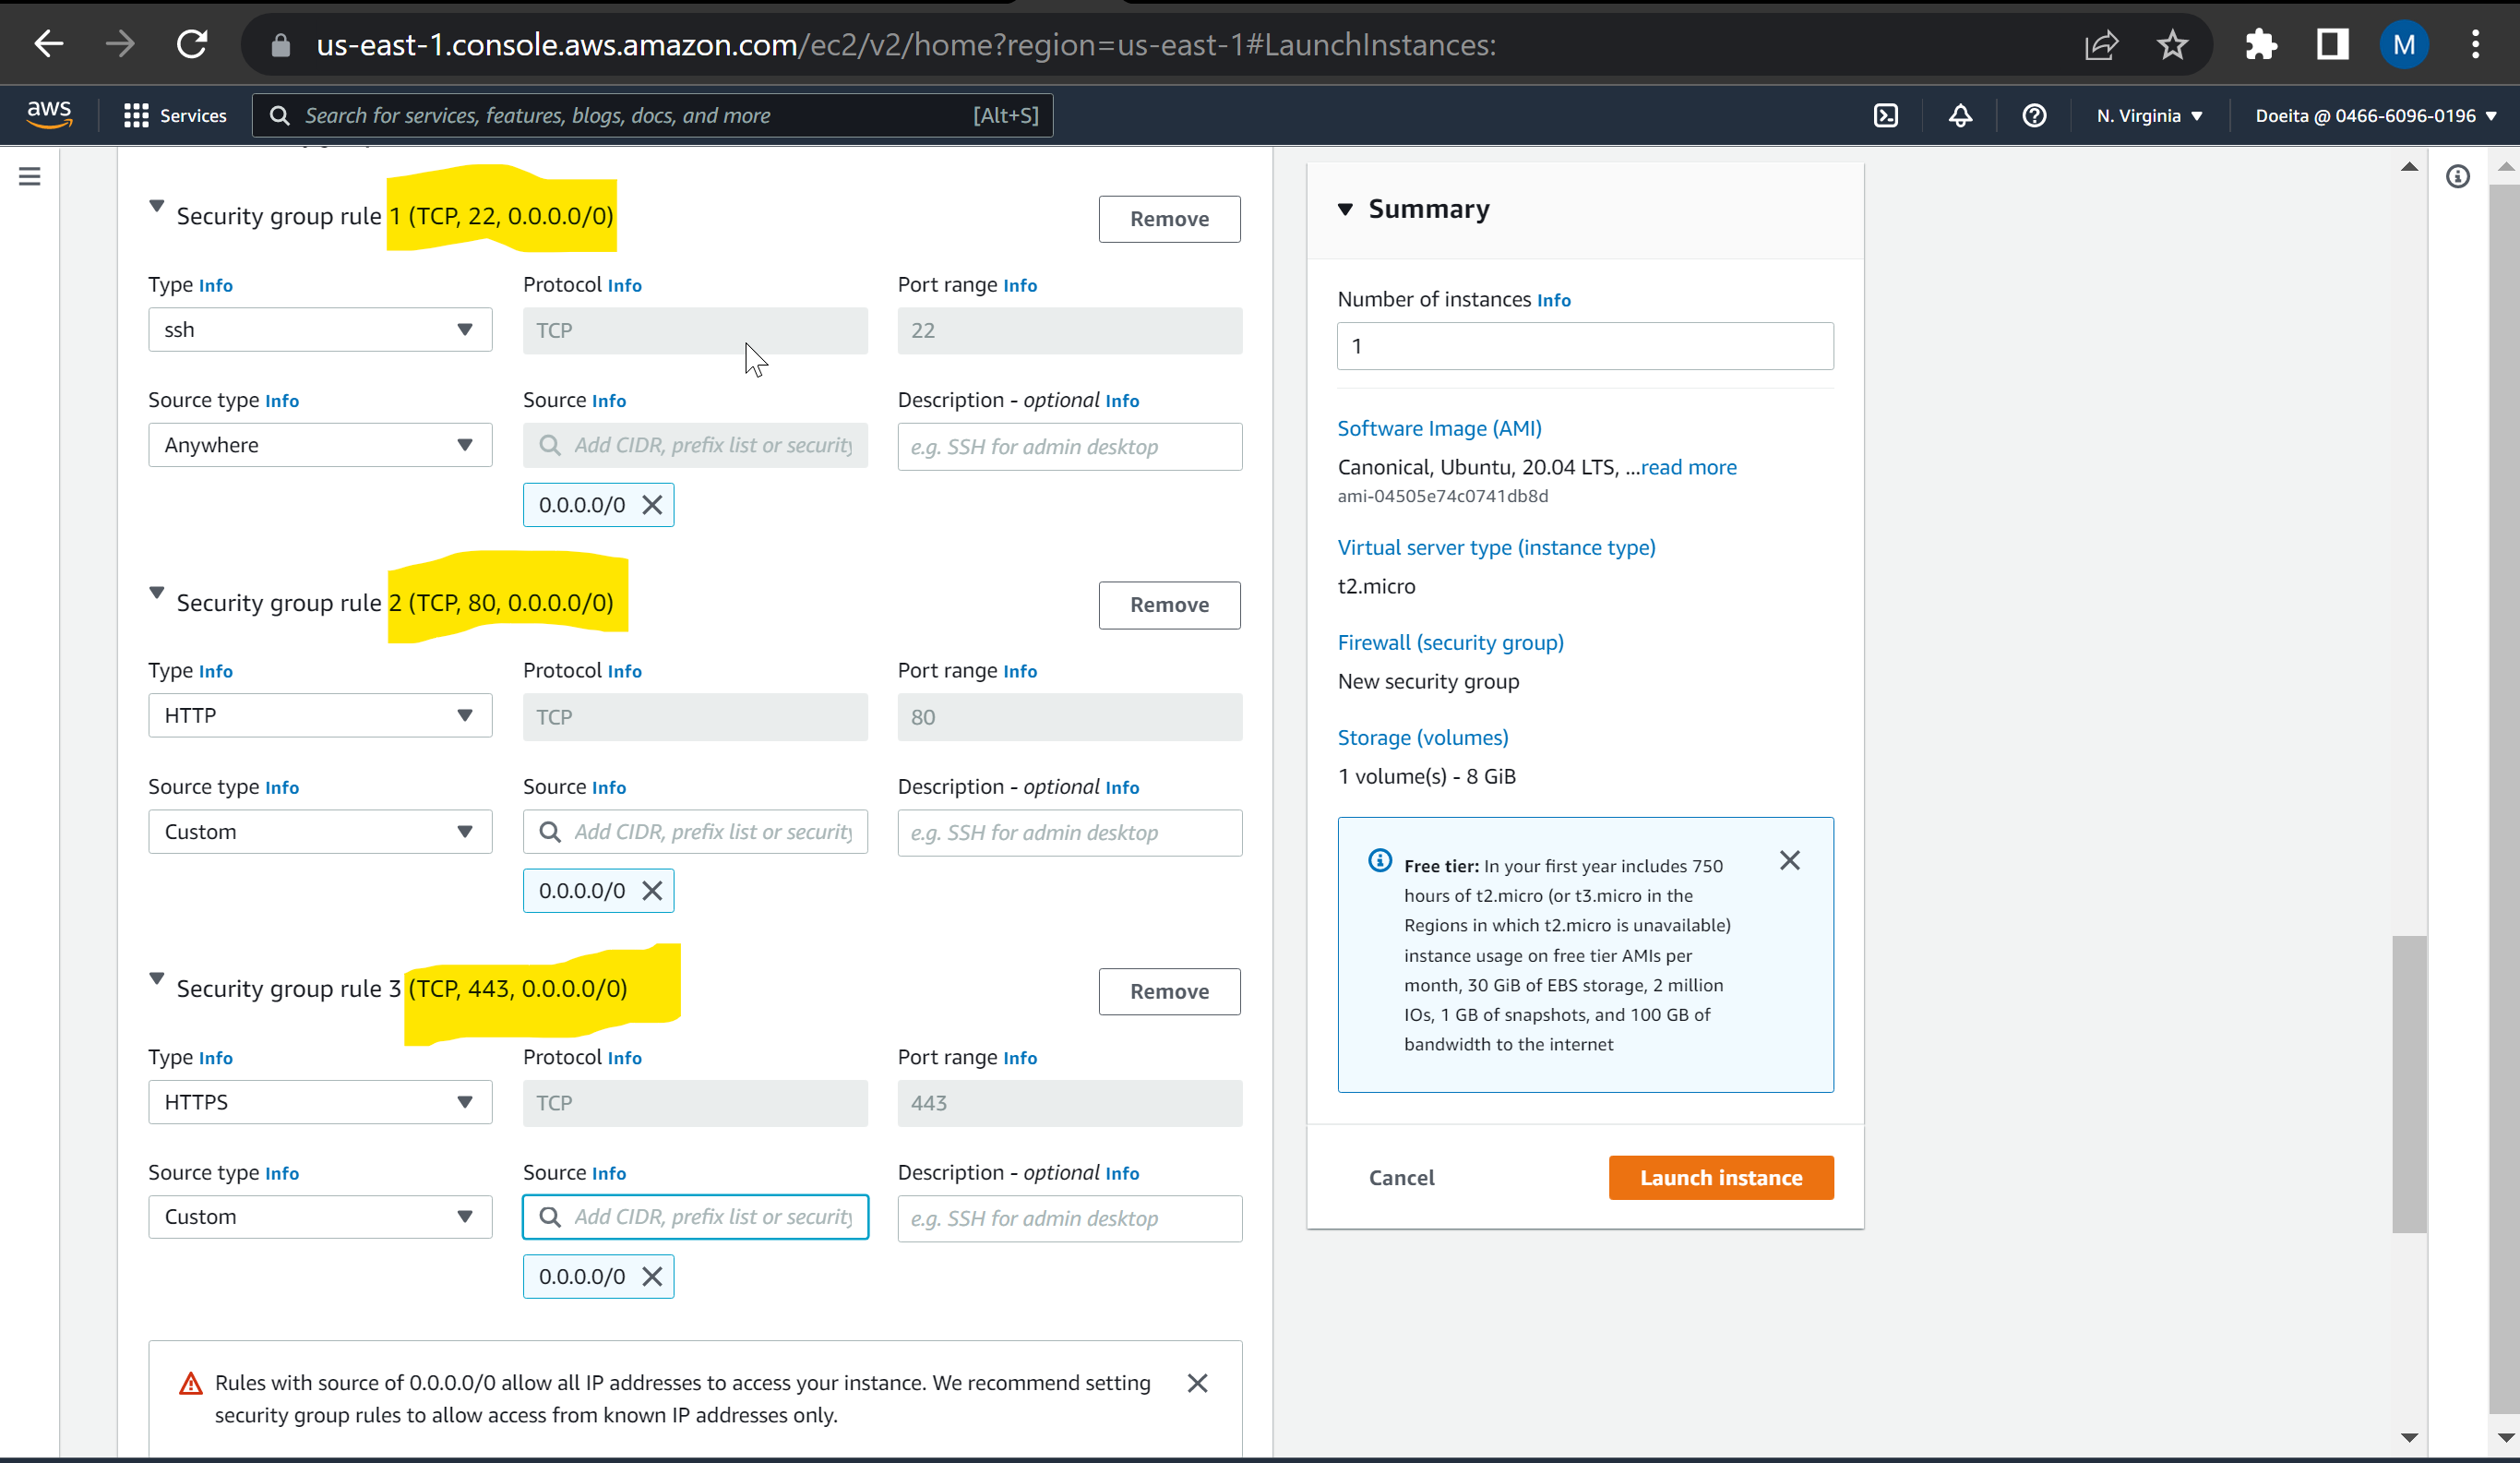 us-east-1.console.aws.amazon.com/ec2/v2/home?region=us-east-1#LaunchInstances:
M
aws
Services
Search for services, features, blogs, docs, and more
[Alt+S]
N. Virginia
Doeita @ 0466-6096-0196
Security group rule 1 (TCP, 22, 0.0.0.0/0)
Remove
Type Info
Protocol Info
Port range Info
ssh
TCP
22
Source type Info
Source Info
Description - optional Info
Anywhere
Add CIDR, prefix list or security
e.g. SSH for admin desktop
0.0.0.0/0
Security group rule 2 (TCP, 80, 0.0.0.0/0)
Remove
Type Info
Protocol Info
Port range Info
HTTP
TCP
80
Source type Info
Source Info
Description - optional Info
Custom
Add CIDR, prefix list or security
e.g. SSH for admin desktop
0.0.0.0/0
Security group rule 3 (TCP, 443, 0.0.0.0/0)
Remove
Type Info
Protocol Info
Port range Info
HTTPS
TCP
443
Source type Info
Source Info
Description - optional Info
Custom
Add CIDR, prefix list or security
e.g. SSH for admin desktop
0.0.0.0/0
Rules with source of 0.0.0.0/0 allow all IP addresses to access your instance. We recommend setting
security group rules to allow access from known IP addresses only.
Summary
Number of instances Info
1
Software Image (AMI)
Canonical, Ubuntu, 20.04 LTS, ...read more
ami-04505e74c0741db8d
Virtual server type (instance type)
t2.micro
Firewall (security group)
New security group
Storage (volumes)
1 volume(s) - 8 GiB
Free tier: In your first year includes 750
hours of t2.micro (or t3.micro in the
Regions in which t2.micro is unavailable)
instance usage on free tier AMIs per
month, 30 GiB of EBS storage, 2 million
IOs, 1 GB of snapshots, and 100 GB of
bandwidth to the internet
Cancel
Launch instance